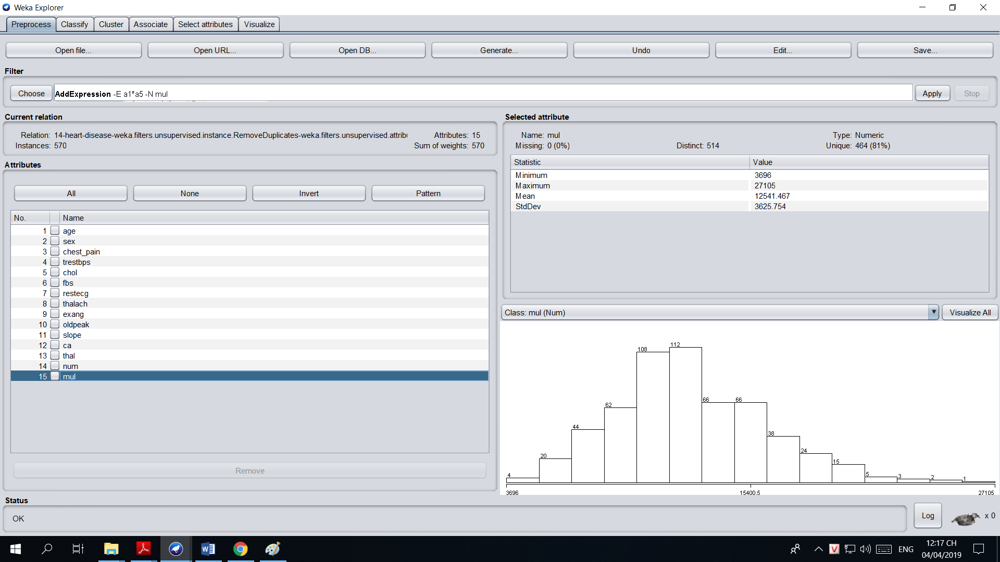 Weka Explorer
Preprocess Classify Cluster Associate Select attributes Visualize
Open file... Open URL... Open DB... Generate... Undo Edit... Save...
Filter
Choose AddExpression -E a1*a5 -N mul Apply Stop
Current relation
Relation: 14-heart-disease-weka.filters.unsupervised.instance.RemoveDuplicates-weka.filters.unsupervised.attribu Attributes: 15
Instances: 570 Sum of weights: 570
Attributes
All None Invert Pattern
No. Name
1 age
2 sex
3 chest_pain
4 trestbps
5 chol
6 fbs
7 restecg
8 thalach
9 exang
10 oldpeak
11 slope
12 ca
13 thal
14 num
15 mul
Remove
Selected attribute
Name: mul Type: Numeric
Missing: 0 (0%) Distinct: 514 Unique: 464 (81%)
Statistic Value
Minimum 3696
Maximum 27105
Mean 12541.467
StdDev 3625.754
Class: mul (Num) Visualize All
4 20 44 62 108 112 66 66 38 24 15 5 3 2 1
3696 15400.5 27105
Status
OK
Log x 0
ENG
12:17 CH
04/04/2019